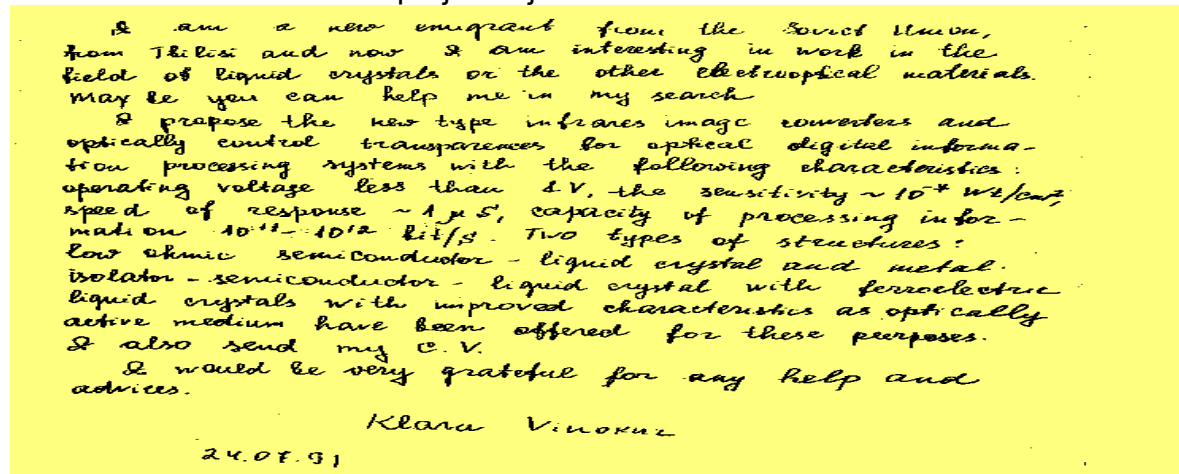 I am a new emigrant from the Soviet Union,
from Tbilisi and now I am interesting in work in the
field of liquid crystals or the other electrooptical materials.
May be you can help me in my search
I propose the new type infrares image converters and
optically control transparences for optical digital informa-
tion processing systems with the following characteristics:
operating voltage less than 1 V, the sensitivity ~ 10 Wt/cm²,
speed of response ~ 1 μs, capacity of processing infor-
mation 10¹¹ - 10¹² bit/s. Two types of structures:
low ohmic semiconductor - liquid crystal and metal-
isolator - semiconductor - liquid crystal with ferroelectric
liquid crystals with improved characteristics as optically
active medium have been offered for these purposes.
I also send my C.V.
I would be very grateful for any help and
advices.
Klara Vinokur
24.07.91